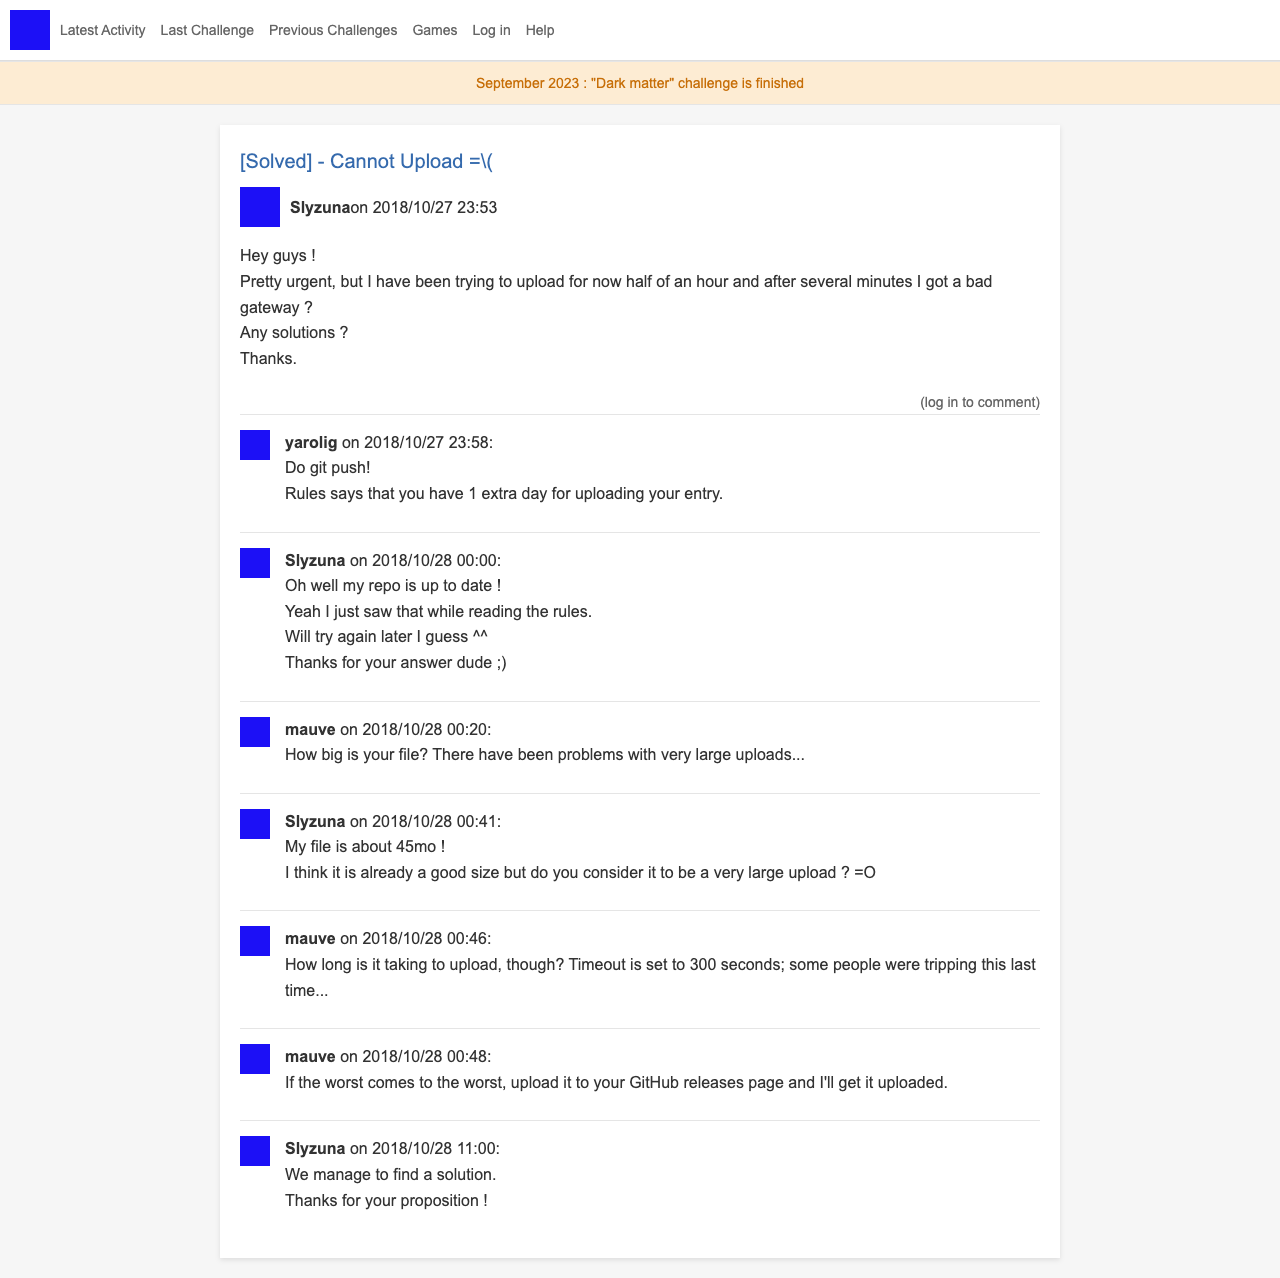 Latest Activity Last Challenge Previous Challenges Games Log in Help
September 2023 : "Dark matter" challenge is finished
[Solved] - Cannot Upload =\(
Slyzunaon 2018/10/27 23:53
Hey guys !
Pretty urgent, but I have been trying to upload for now half of an hour and after several minutes I got a bad
gateway ?
Any solutions ?
Thanks.
(log in to comment)
yarolig on 2018/10/27 23:58:
Do git push!
Rules says that you have 1 extra day for uploading your entry.
Slyzuna on 2018/10/28 00:00:
Oh well my repo is up to date !
Yeah I just saw that while reading the rules.
Will try again later I guess ^^
Thanks for your answer dude ;)
mauve on 2018/10/28 00:20:
How big is your file? There have been problems with very large uploads...
Slyzuna on 2018/10/28 00:41:
My file is about 45mo !
I think it is already a good size but do you consider it to be a very large upload ? =O
mauve on 2018/10/28 00:46:
How long is it taking to upload, though? Timeout is set to 300 seconds; some people were tripping this last
time...
mauve on 2018/10/28 00:48:
If the worst comes to the worst, upload it to your GitHub releases page and I'll get it uploaded.
Slyzuna on 2018/10/28 11:00:
We manage to find a solution.
Thanks for your proposition !